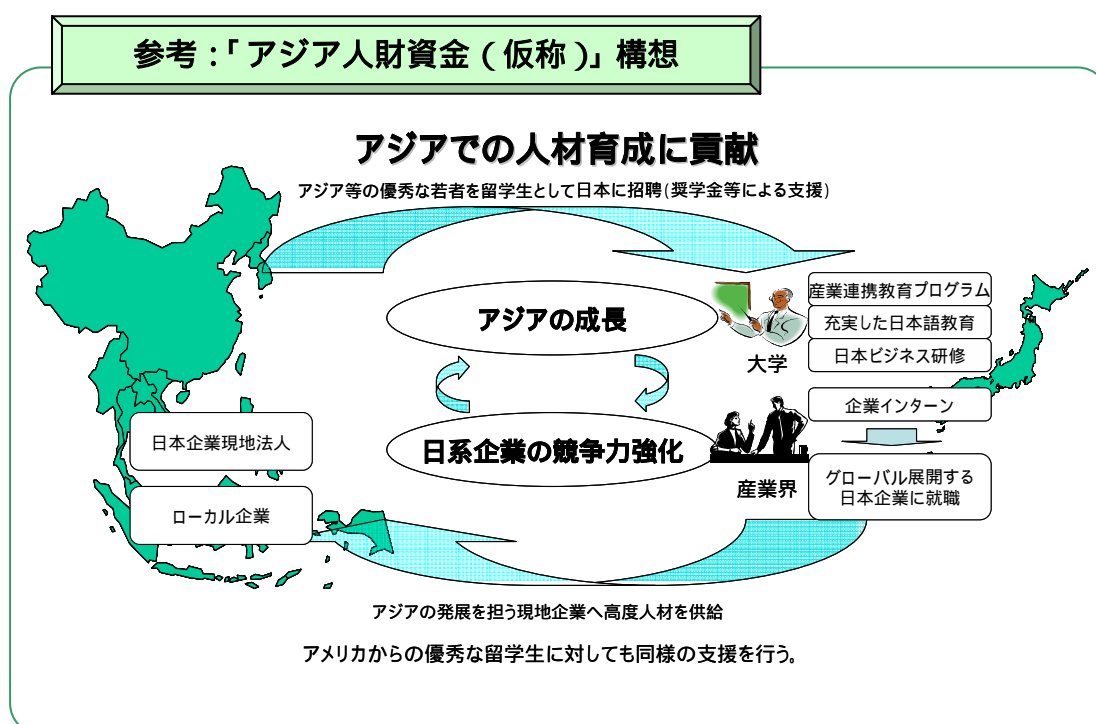 参考：「アジア人財資金（仮称）」構想
アジアでの人材育成に貢献
アジア等の優秀な若者を留学生として日本に招聘(奨学金等による支援)
アジアの成長
大学
産業連携教育プログラム
充実した日本語教育
日本ビジネス研修
企業インターン
日本企業現地法人
ローカル企業
日系企業の競争力強化
産業界
グローバル展開する
日本企業に就職
アジアの発展を担う現地企業へ高度人材を供給
アメリカからの優秀な留学生に対しても同様の支援を行う。